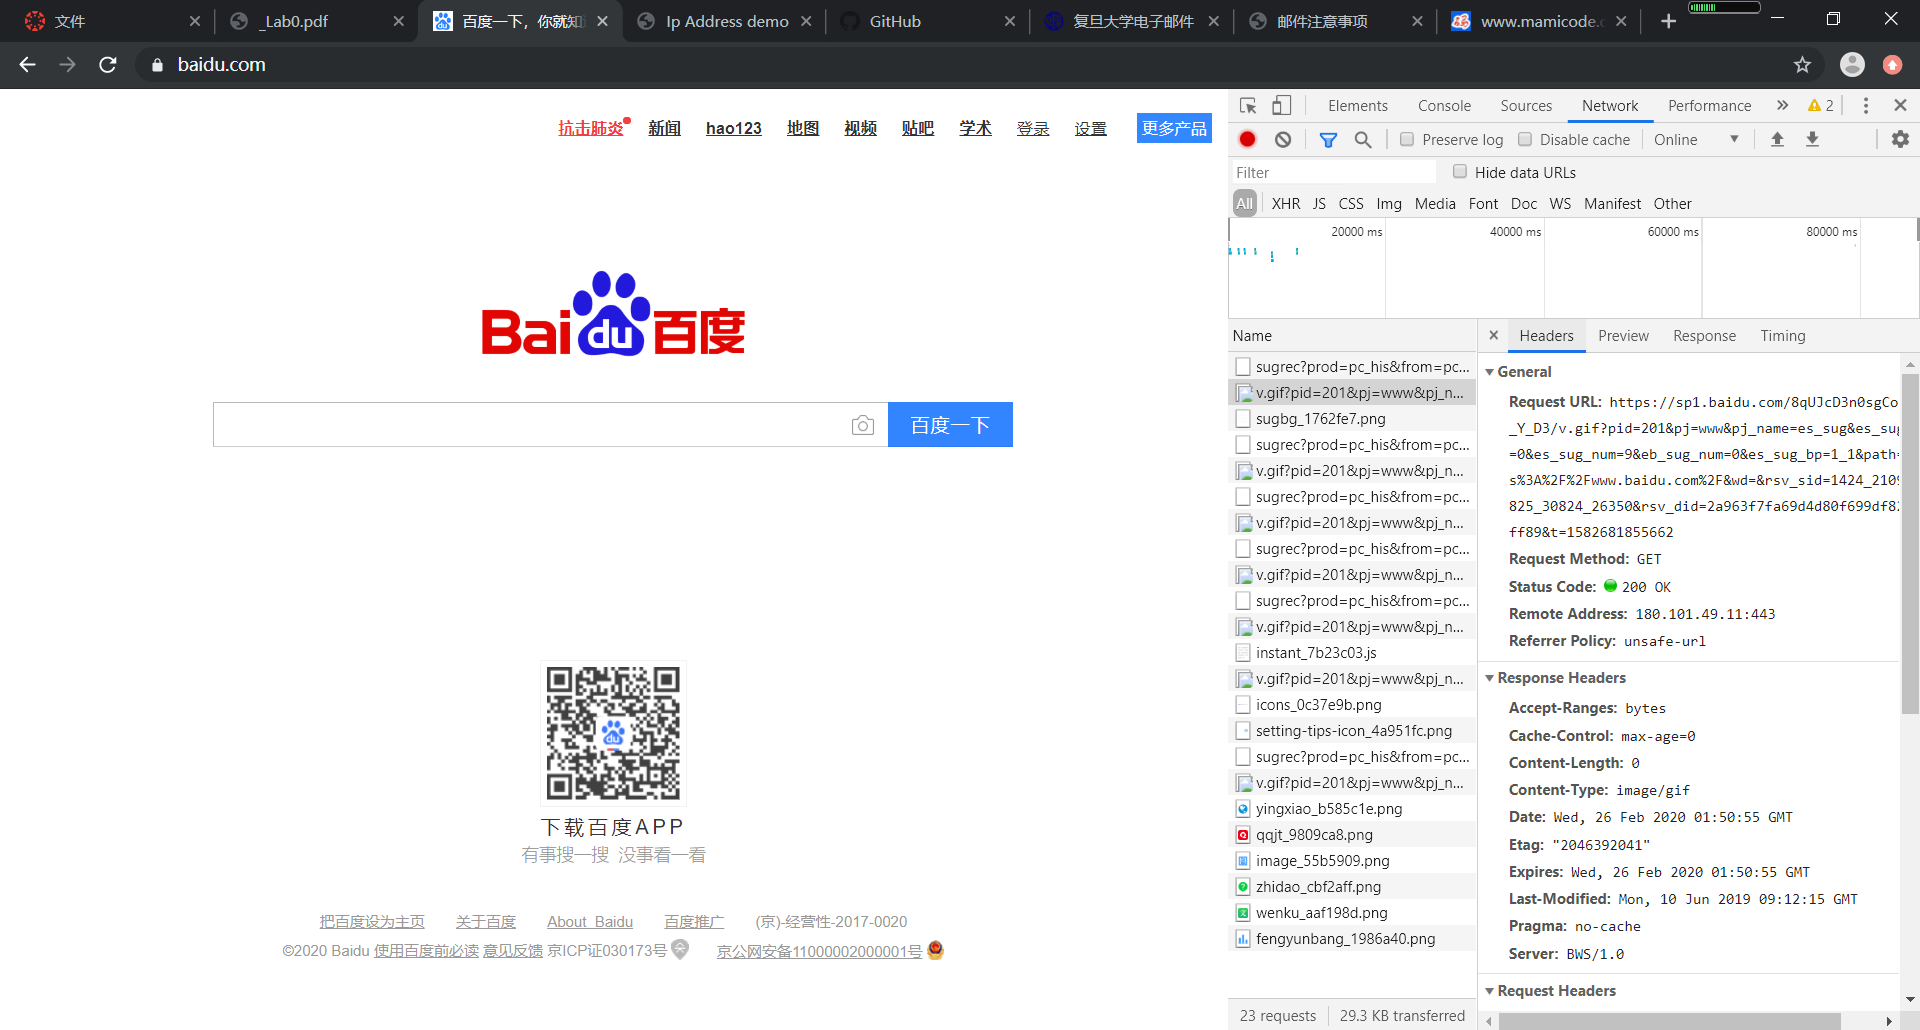 文件
_Lab0.pdf
百度一下，你就知
Ip Address demo
GitHub
复旦大学电子邮件
邮件注意事项
www.mamicode.c
baidu.com
抗击肺炎 新闻 hao123 地图 视频 贴吧 学术 登录 设置 更多产品
Bai du 百度
百度一下
du
下载百度APP
有事搜一搜 没事看一看
把百度设为主页 关于百度 About Baidu 百度推广 (京)-经营性-2017-0020
©2020 Baidu 使用百度前必读 意见反馈 京ICP证030173号 京公网安备11000002000001号
Elements Console Sources Network Performance 2
Preserve log Disable cache Online
Filter Hide data URLs
All XHR JS CSS Img Media Font Doc WS Manifest Other
20000 ms 40000 ms 60000 ms 80000 ms
Name
sugrec?prod=pc_his&from=pc...
v.gif?pid=201&pj=www&pj_n...
sugbg_1762fe7.png
sugrec?prod=pc_his&from=pc...
v.gif?pid=201&pj=www&pj_n...
sugrec?prod=pc_his&from=pc...
v.gif?pid=201&pj=www&pj_n...
sugrec?prod=pc_his&from=pc...
v.gif?pid=201&pj=www&pj_n...
sugrec?prod=pc_his&from=pc...
v.gif?pid=201&pj=www&pj_n...
instant_7b23c03.js
v.gif?pid=201&pj=www&pj_n...
icons_0c37e9b.png
setting-tips-icon_4a951fc.png
sugrec?prod=pc_his&from=pc...
v.gif?pid=201&pj=www&pj_n...
yingxiao_b585c1e.png
qqjt_9809ca8.png
image_55b5909.png
zhidao_cbf2aff.png
wenku_aaf198d.png
fengyunbang_1986a40.png
23 requests 29.3 KB transferred
Headers Preview Response Timing
General
Request URL: https://sp1.baidu.com/8qUJcD3n0sgCo
_Y_D3/v.gif?pid=201&pj=www&pj_name=es_sug&es_sug
=0&es_sug_num=9&eb_sug_num=0&es_sug_bp=1_1&path=
s%3A%2F%2Fwww.baidu.com%2F&wd=&rsv_sid=1424_2109
825_30824_26350&rsv_did=2a963f7fa69d4d80f699df82
ff89&t=1582681855662
Request Method: GET
Status Code: 200 OK
Remote Address: 180.101.49.11:443
Referrer Policy: unsafe-url
Response Headers
Accept-Ranges: bytes
Cache-Control: max-age=0
Content-Length: 0
Content-Type: image/gif
Date: Wed, 26 Feb 2020 01:50:55 GMT
Etag: "2046392041"
Expires: Wed, 26 Feb 2020 01:50:55 GMT
Last-Modified: Mon, 10 Jun 2019 09:12:15 GMT
Pragma: no-cache
Server: BWS/1.0
Request Headers